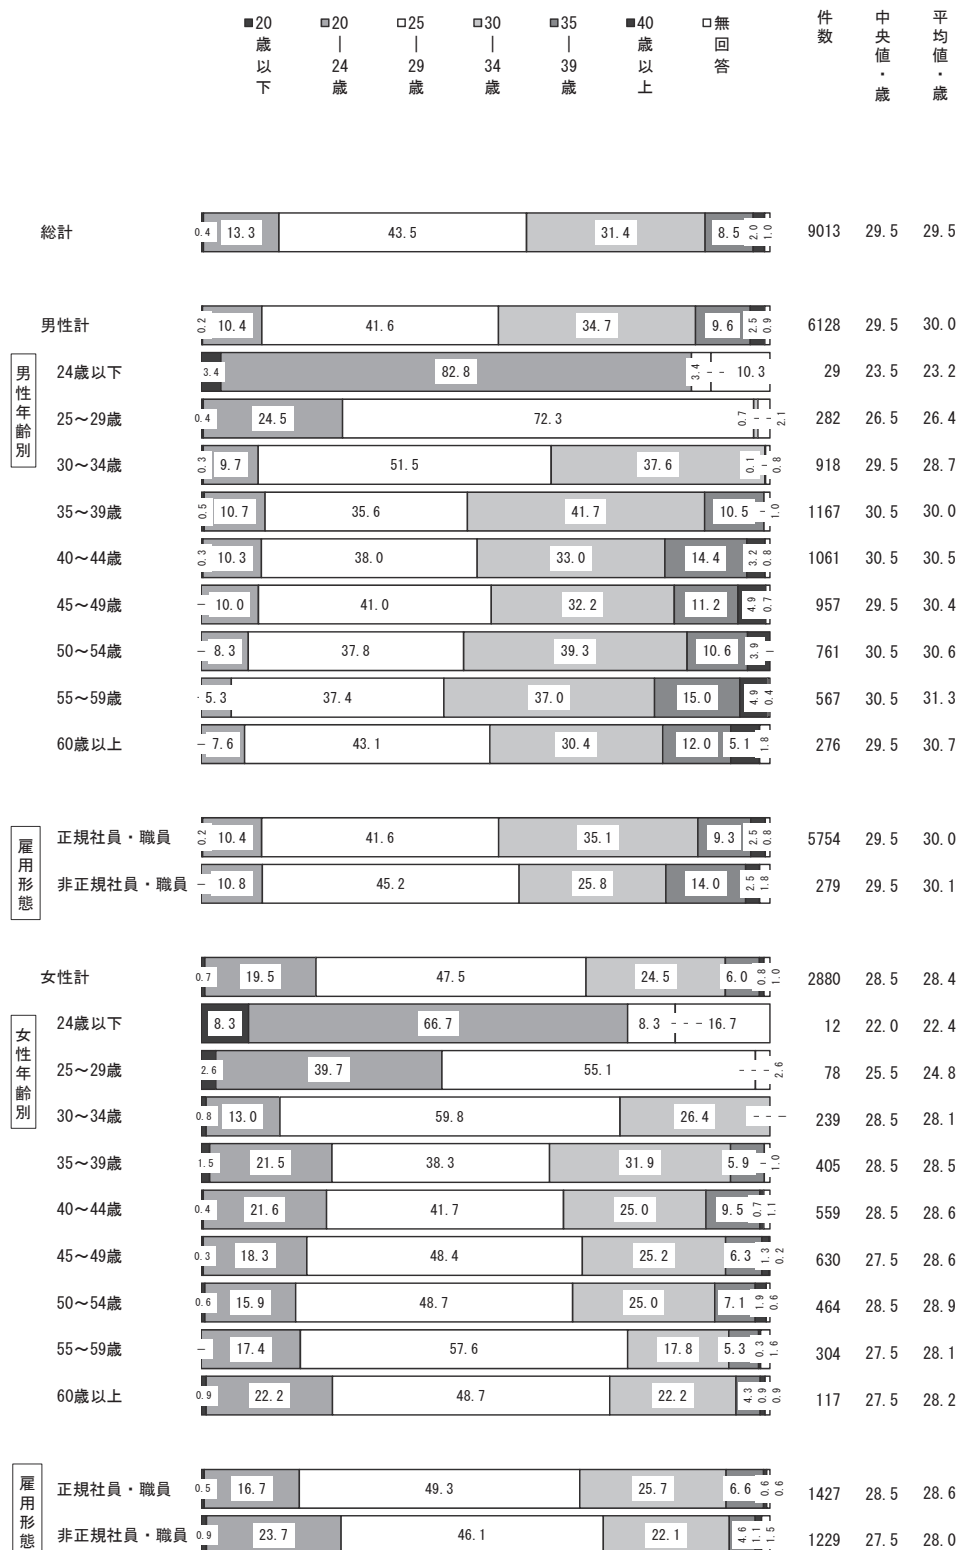 ■20歳以下 ■20―24歳 □25―29歳 ■30―34歳 ■35―39歳 ■40歳以上 □無回答 件数 中央値・歳 平均値・歳
総計 0.4 13.3 43.5 31.4 8.5 2.0 1.0 9013 29.5 29.5
男性計 0.2 10.4 41.6 34.7 9.6 2.5 0.9 6128 29.5 30.0
男性年齢別
24歳以下 3.4 82.8 3.4 - - 10.3 29 23.5 23.2
25～29歳 0.4 24.5 72.3 0.7 - - 2.1 282 26.5 26.4
30～34歳 0.3 9.7 51.5 37.6 0.1 - 0.8 918 29.5 28.7
35～39歳 0.5 10.7 35.6 41.7 10.5 - 1.0 1167 30.5 30.0
40～44歳 0.3 10.3 38.0 33.0 14.4 3.2 0.8 1061 30.5 30.5
45～49歳 - 10.0 41.0 32.2 11.2 4.9 0.7 957 29.5 30.4
50～54歳 - 8.3 37.8 39.3 10.6 3.9 - 761 30.5 30.6
55～59歳 - 5.3 37.4 37.0 15.0 4.9 0.4 567 30.5 31.3
60歳以上 - 7.6 43.1 30.4 12.0 5.1 1.8 276 29.5 30.7
雇用形態
正規社員・職員 0.2 10.4 41.6 35.1 9.3 2.5 0.8 5754 29.5 30.0
非正規社員・職員 - 10.8 45.2 25.8 14.0 2.5 1.8 279 29.5 30.1
女性計 0.7 19.5 47.5 24.5 6.0 0.8 1.0 2880 28.5 28.4
女性年齢別
24歳以下 8.3 66.7 8.3 - - - 16.7 12 22.0 22.4
25～29歳 2.6 39.7 55.1 - - - 2.6 78 25.5 24.8
30～34歳 0.8 13.0 59.8 26.4 - - - 239 28.5 28.1
35～39歳 1.5 21.5 38.3 31.9 5.9 - 1.0 405 28.5 28.5
40～44歳 0.4 21.6 41.7 25.0 9.5 0.7 1.1 559 28.5 28.6
45～49歳 0.3 18.3 48.4 25.2 6.3 1.3 0.2 630 27.5 28.6
50～54歳 0.6 15.9 48.7 25.0 7.1 1.9 0.6 464 28.5 28.9
55～59歳 - 17.4 57.6 17.8 5.3 0.3 1.6 304 27.5 28.1
60歳以上 0.9 22.2 48.7 22.2 4.3 0.9 0.9 117 27.5 28.2
雇用形態
正規社員・職員 0.5 16.7 49.3 25.7 6.6 0.6 0.6 1427 28.5 28.6
非正規社員・職員 0.9 23.7 46.1 22.1 4.6 1.1 1.5 1229 27.5 28.0